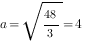 a = √(48/3) = 4